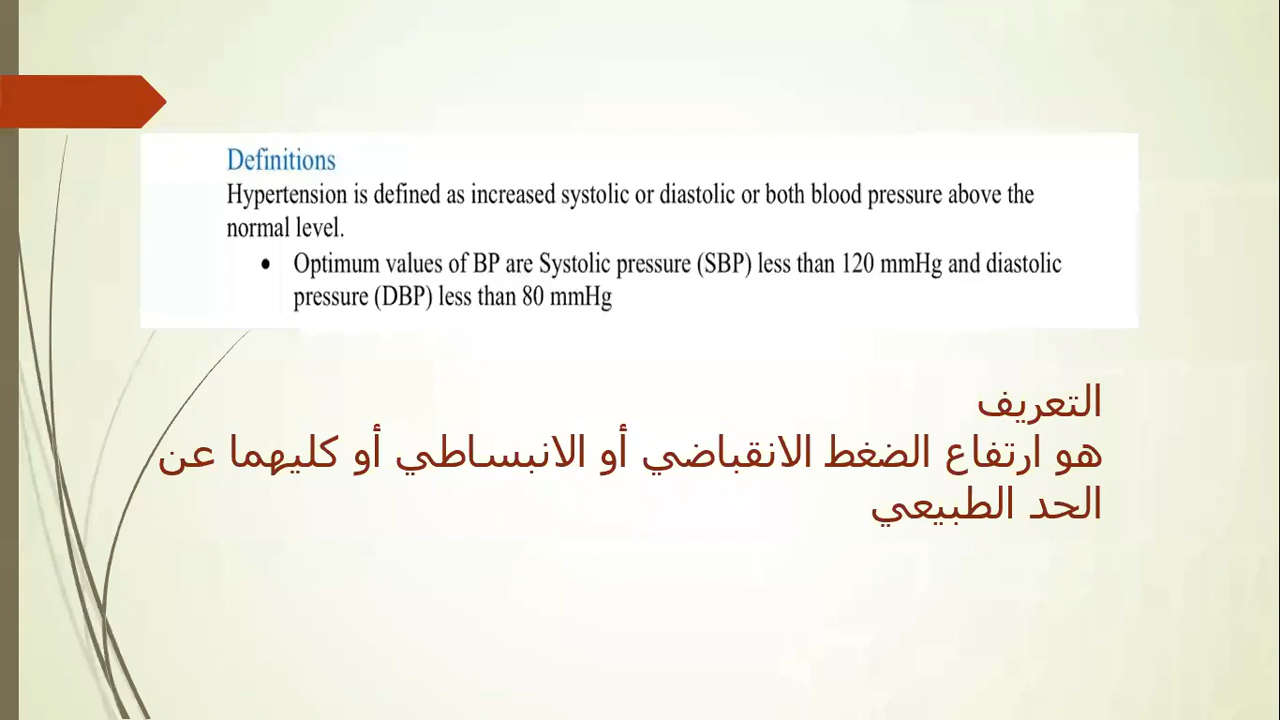 Definitions
Hypertension is defined as increased systolic or diastolic or both blood pressure above the
normal level.
• Optimum values of BP are Systolic pressure (SBP) less than 120 mmHg and diastolic
pressure (DBP) less than 80 mmHg
التعريف
هو ارتفاع الضغط الانقباضي أو الانبساطي أو كليهما عن
الحد الطبيعي